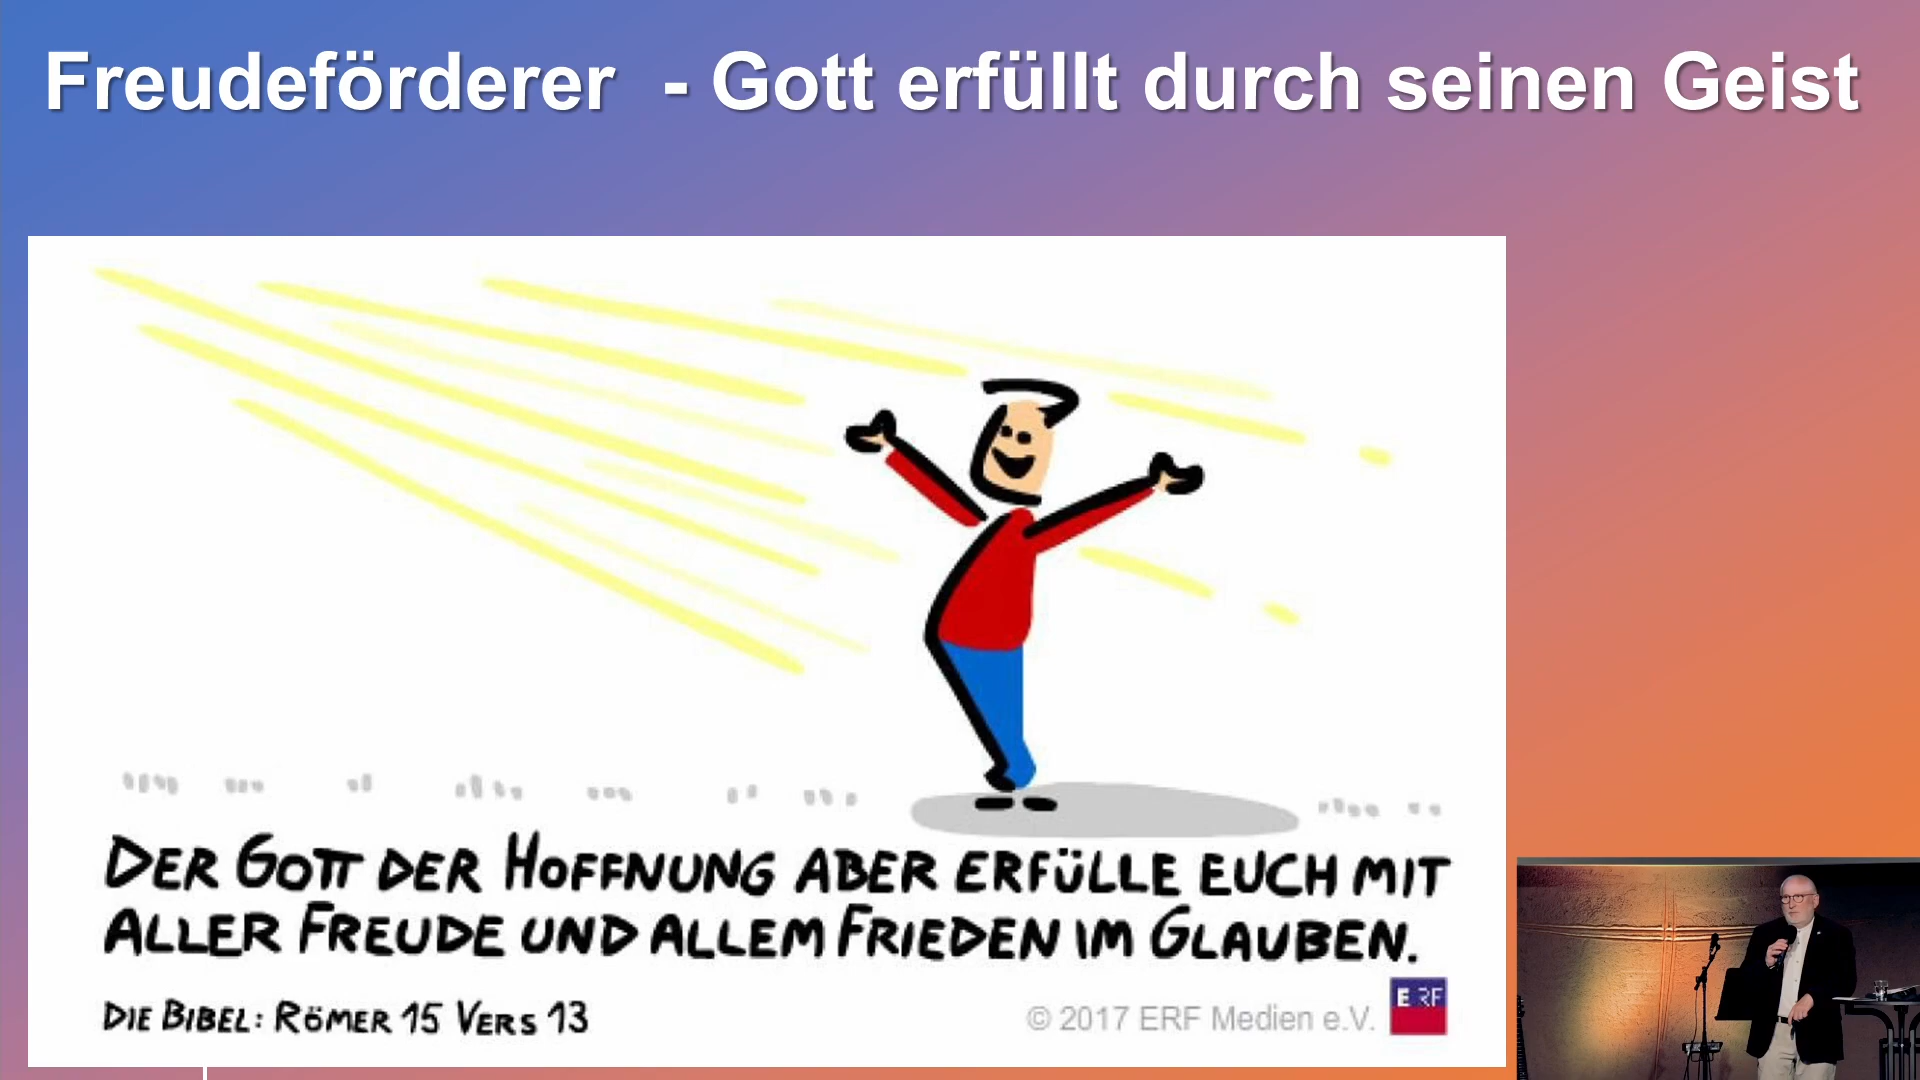 Freudeförderer - Gott erfüllt durch seinen Geist
DER GOTT DER HOFFNUNG ABER ERFÜLLE EUCH MIT
ALLER FREUDE UND ALLEM FRIEDEN IM GLAUBEN.
DIE BIBEL: RÖMER 15 VERS 13
© 2017 ERF Medien e.V.
ERF